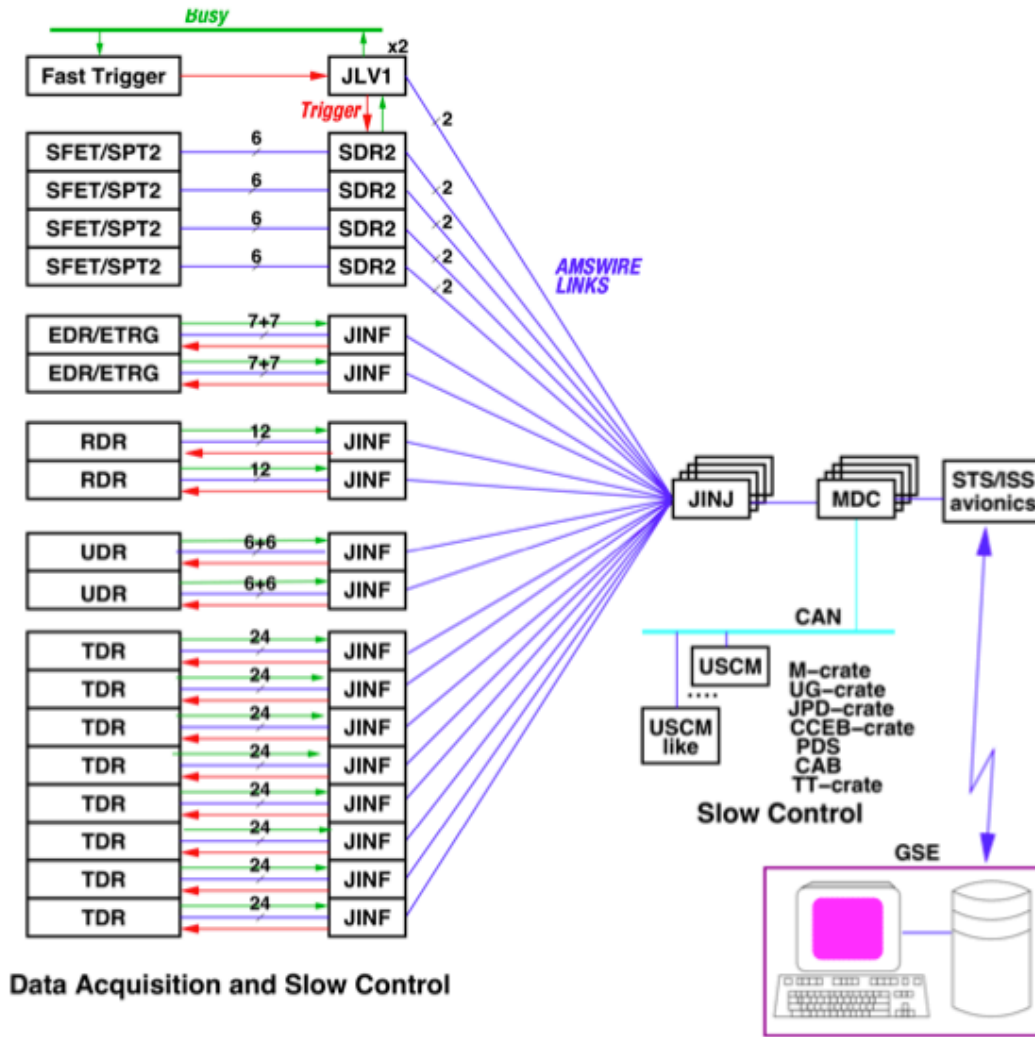 Busy
x2
Fast Trigger
JLV1
Trigger
2
SFET/SPT2 6 SDR2
SFET/SPT2 6 SDR2 2
SFET/SPT2 6 SDR2 2
SFET/SPT2 6 SDR2 2
2
AMSWIRE
LINKS
EDR/ETRG 7+7 JINF
EDR/ETRG 7+7 JINF
RDR 12 JINF
RDR 12 JINF
JINJ
MDC
STS/ISS
avionics
UDR 6+6 JINF
UDR 6+6 JINF
TDR 24 JINF
TDR 24 JINF
TDR 24 JINF
TDR 24 JINF
TDR 24 JINF
TDR 24 JINF
TDR 24 JINF
TDR 24 JINF
CAN
USCM
....
USCM
like
M-crate
UG-crate
JPD-crate
CCEB-crate
PDS
CAB
TT-crate
Slow Control
GSE
Data Acquisition and Slow Control